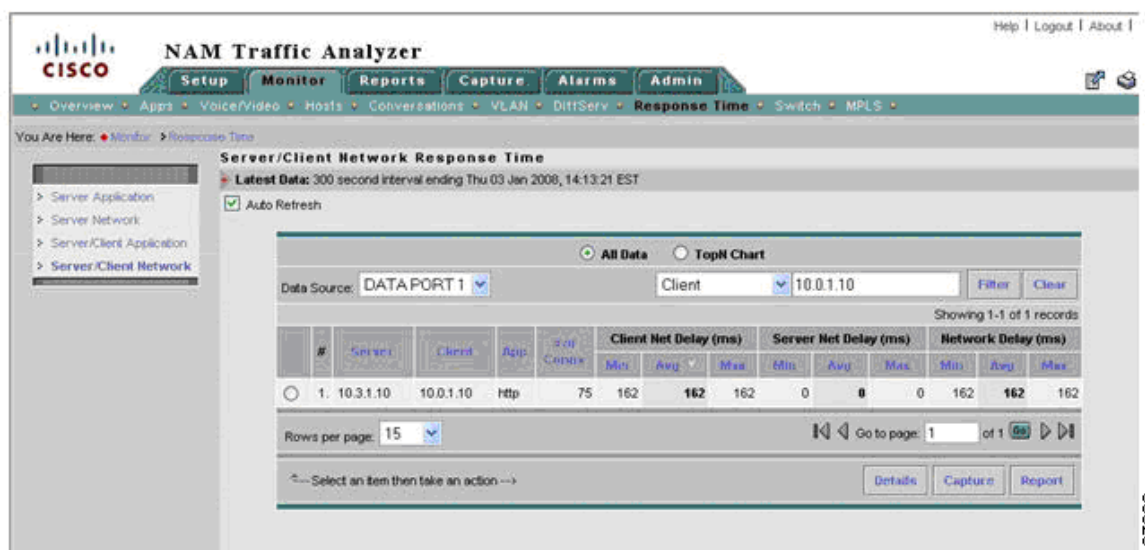 Help | Logout | About |
CISCO
NAM Traffic Analyzer
Setup Monitor Reports Capture Alarms Admin
Overview Apps Voice/Video Hosts Conversations VLAN DiffServ Response Time Switch MPLS
You Are Here: Monitor > Response Time
Server/Client Network Response Time
Latest Data: 300 second interval ending Thu 03 Jan 2008, 14:13:21 EST
Auto Refresh
> Server Application
> Server Network
> Server/Client Application
> Server/Client Network
All Data TopN Chart
Data Source: DATA PORT 1 Client 10.0.1.10 Filter Clear
Showing 1-1 of 1 records
# Server Client App # of Conns Client Net Delay (ms) Server Net Delay (ms) Network Delay (ms)
Min Avg Max Min Avg Max Min Avg Max
1. 10.3.1.10 10.0.1.10 http 75 162 162 162 0 0 0 162 162 162
Rows per page: 15 Go to page: 1 of 1 Go
^--Select an item then take an action --> Details Capture Report